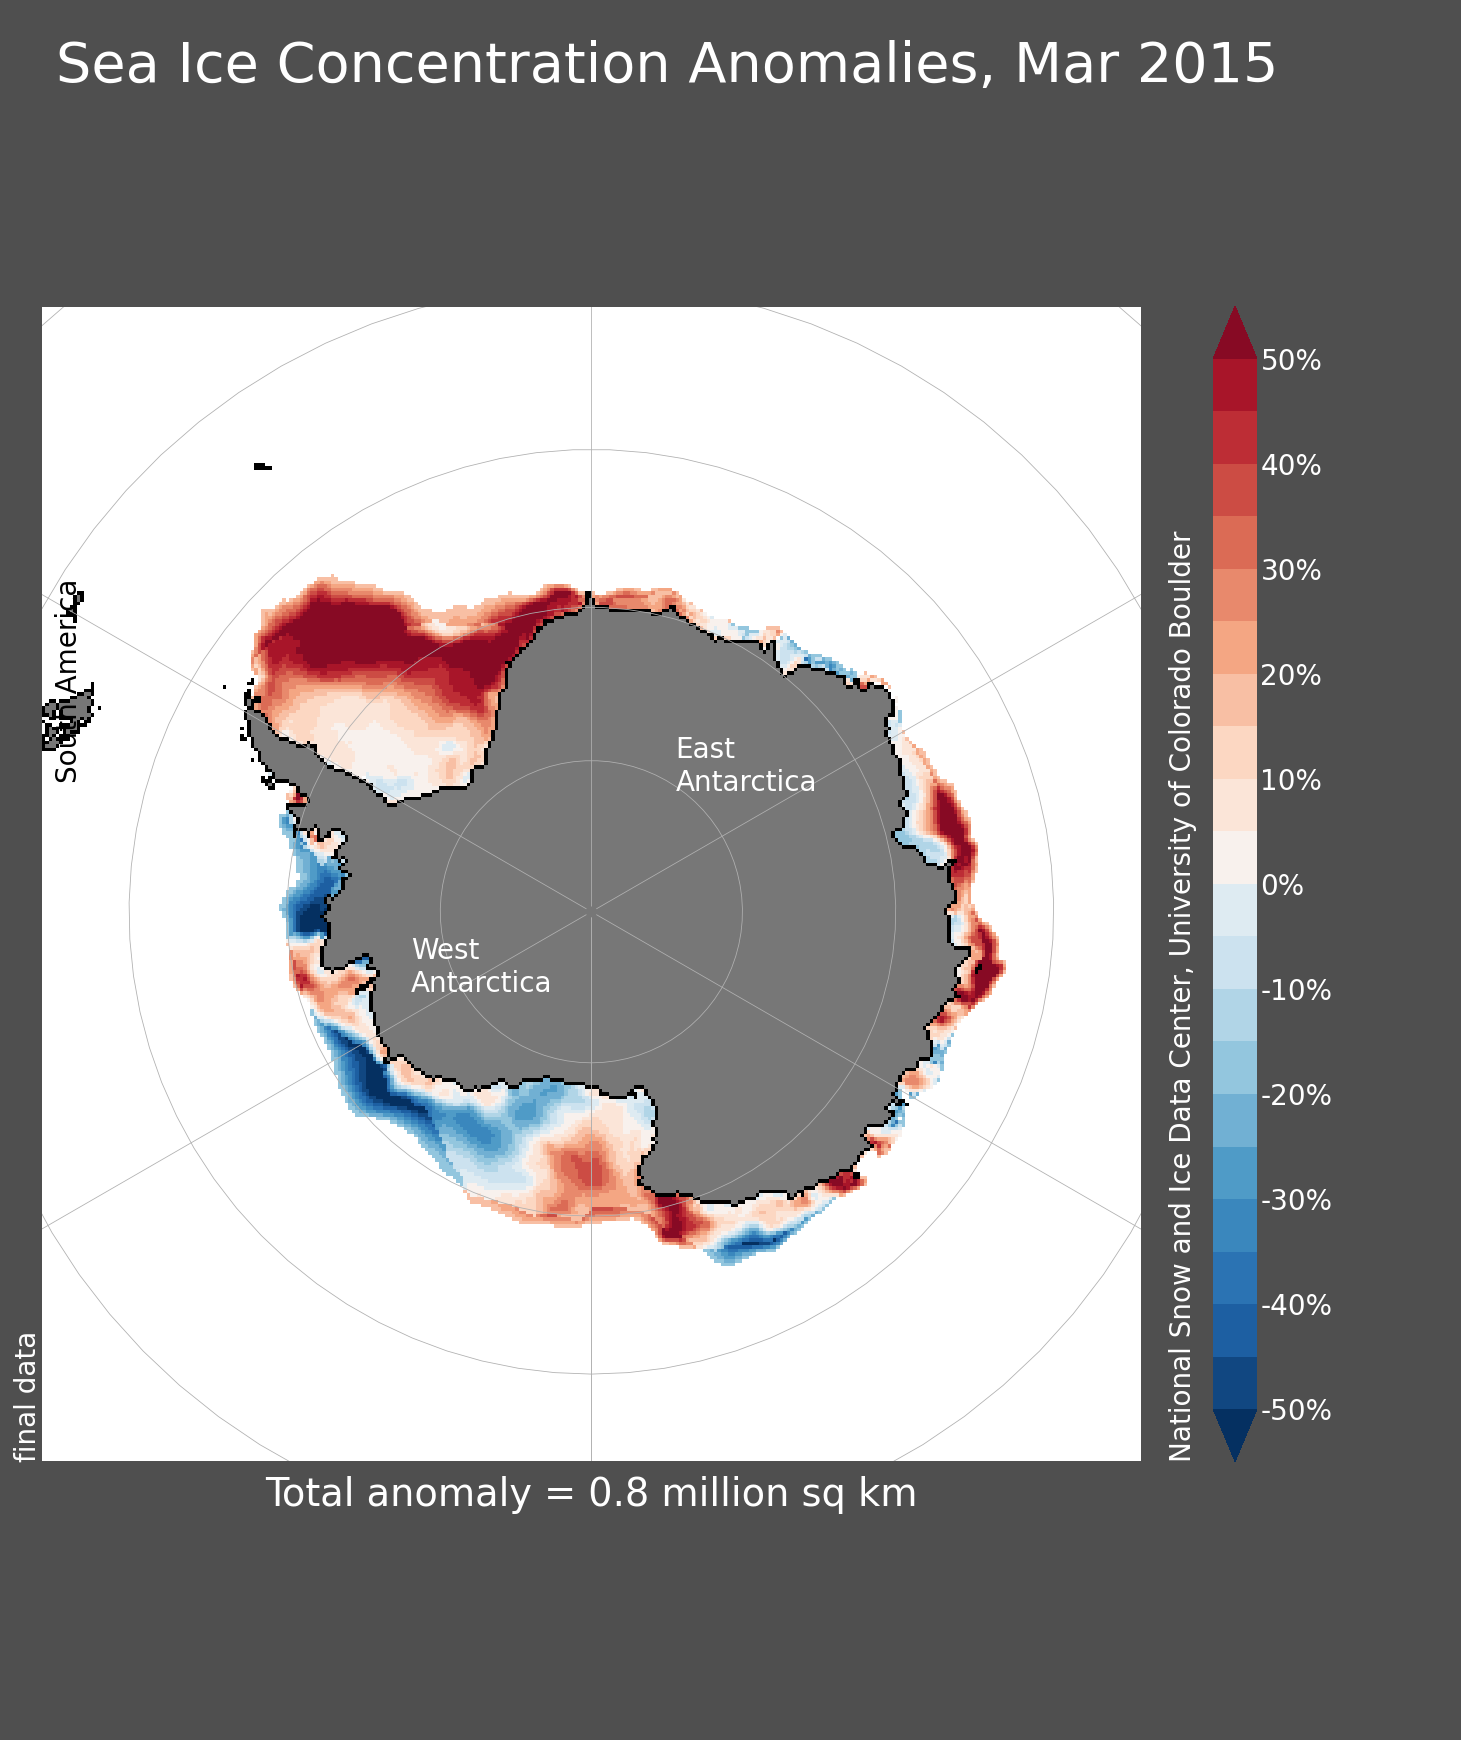 Sea Ice Concentration Anomalies, Mar 2015
South America
East
Antarctica
West
Antarctica
final data
National Snow and Ice Data Center, University of Colorado Boulder
50%
40%
30%
20%
10%
0%
-10%
-20%
-30%
-40%
-50%
Total anomaly = 0.8 million sq km